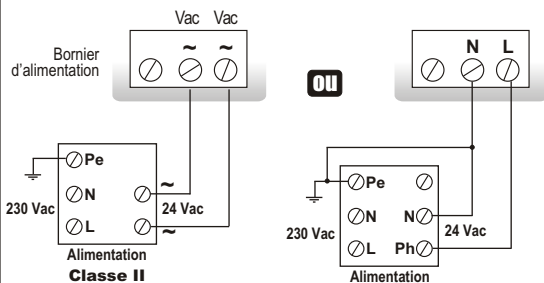 Vac Vac
Bornier
d'alimentation
~ ~
ou
N L
Pe
N
L
230 Vac
~
24 Vac
~
Alimentation
Classe II
Pe
N
L
230 Vac
N
Ph
24 Vac
Alimentation